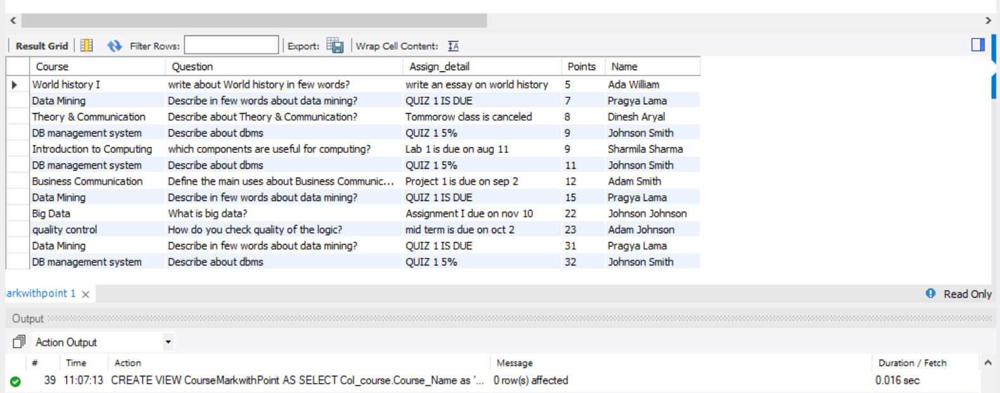 Result Grid Filter Rows: Export: Wrap Cell Content: IA
Course Question Assign_detail Points Name
World history I write about World history in few words? write an essay on world history 5 Ada William
Data Mining Describe in few words about data mining? QUIZ 1 IS DUE 7 Pragya Lama
Theory & Communication Describe about Theory & Communication? Tommorow class is canceled 8 Dinesh Aryal
DB management system Describe about dbms QUIZ 1 5% 9 Johnson Smith
Introduction to Computing which components are useful for computing? Lab 1 is due on aug 11 9 Sharmila Sharma
DB management system Describe about dbms QUIZ 1 5% 11 Johnson Smith
Business Communication Define the main uses about Business Communic... Project 1 is due on sep 2 12 Adam Smith
Data Mining Describe in few words about data mining? QUIZ 1 IS DUE 15 Pragya Lama
Big Data What is big data? Assignment I due on nov 10 22 Johnson Johnson
quality control How do you check quality of the logic? mid term is due on oct 2 23 Adam Johnson
Data Mining Describe in few words about data mining? QUIZ 1 IS DUE 31 Pragya Lama
DB management system Describe about dbms QUIZ 1 5% 32 Johnson Smith
arkwithpoint 1 Read Only
Output
Action Output
# Time Action Message Duration / Fetch
39 11:07:13 CREATE VIEW CourseMarkwithPoint AS SELECT Col_course.Course_Name as '... 0 row(s) affected 0.016 sec